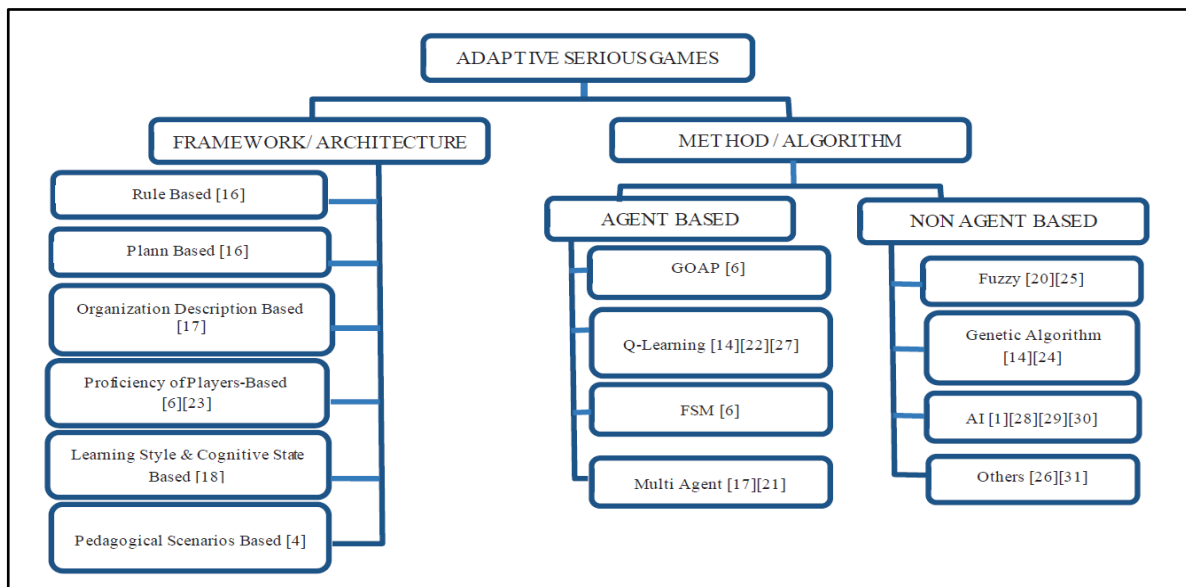 ADAPTIVE SERIOUS GAMES
FRAMEWORK/ ARCHITECTURE
Rule Based [16]
Plann Based [16]
Organization Description Based
[17]
Proficiency of Players-Based
[6][23]
Learning Style & Cognitive State
Based [18]
Pedagogical Scenarios Based [4]
METHOD / ALGORITHM
AGENT BASED
GOAP [6]
Q-Learning [14][22][27]
FSM [6]
Multi Agent [17][21]
NON AGENT BASED
Fuzzy [20][25]
Genetic Algorithm
[14][24]
AI [1][28][29][30]
Others [26][31]